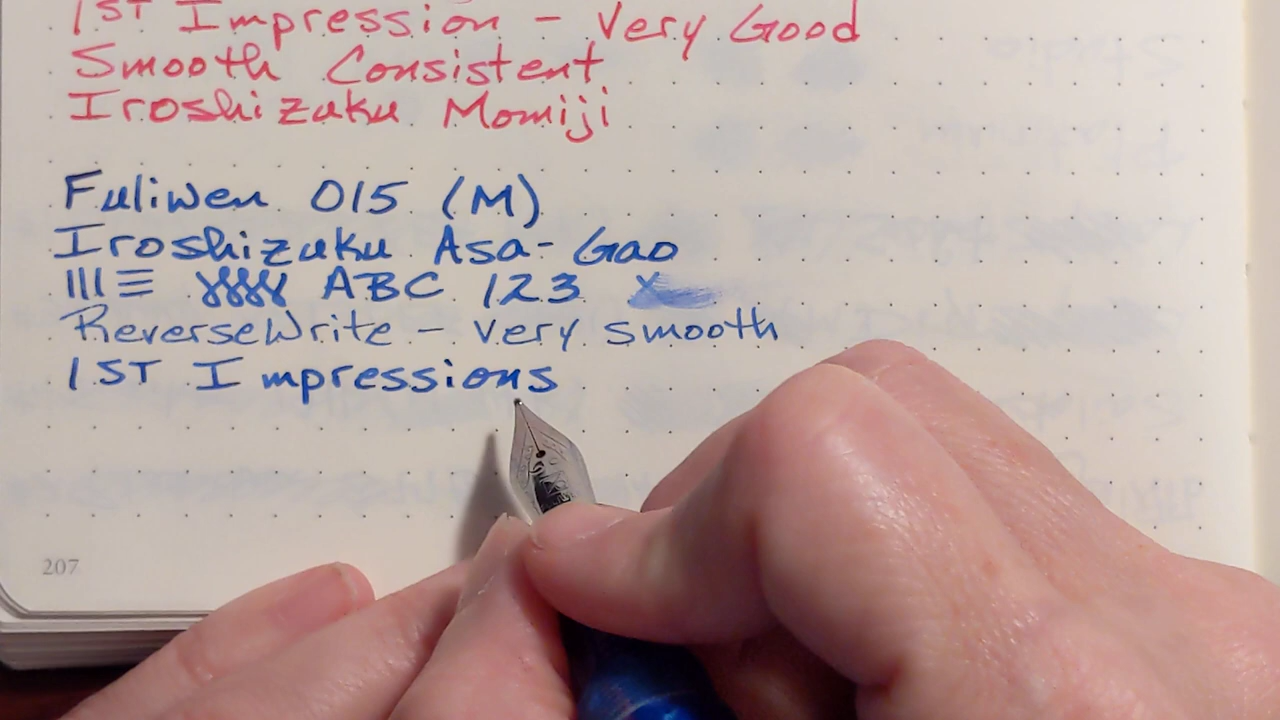 1ST Impression - Very Good
Smooth Consistent
Iroshizuku Momiji
Fuliwen 015 (M)
Iroshizuku Asa-Gao
ABC 123 X
ReverseWrite - very smooth
1ST Impressions
207